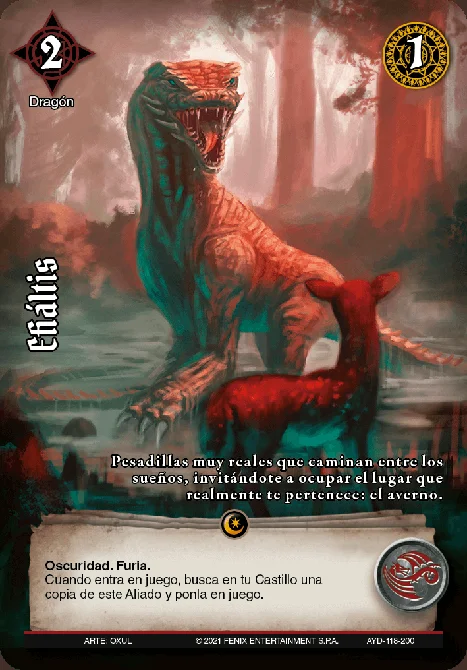 2
1
Dragón
Efiáltis
Pesadillas muy reales que caminan entre los
sueños, invitándote a ocupar el lugar que
realmente te pertenece: el averno.
Oscuridad. Furia.
Cuando entra en juego, busca en tu Castillo una
copia de este Aliado y ponla en juego.
ARTE: OXUL
© 2021 FENIX ENTERTAINMENT S.P.A.
AYD-118-200